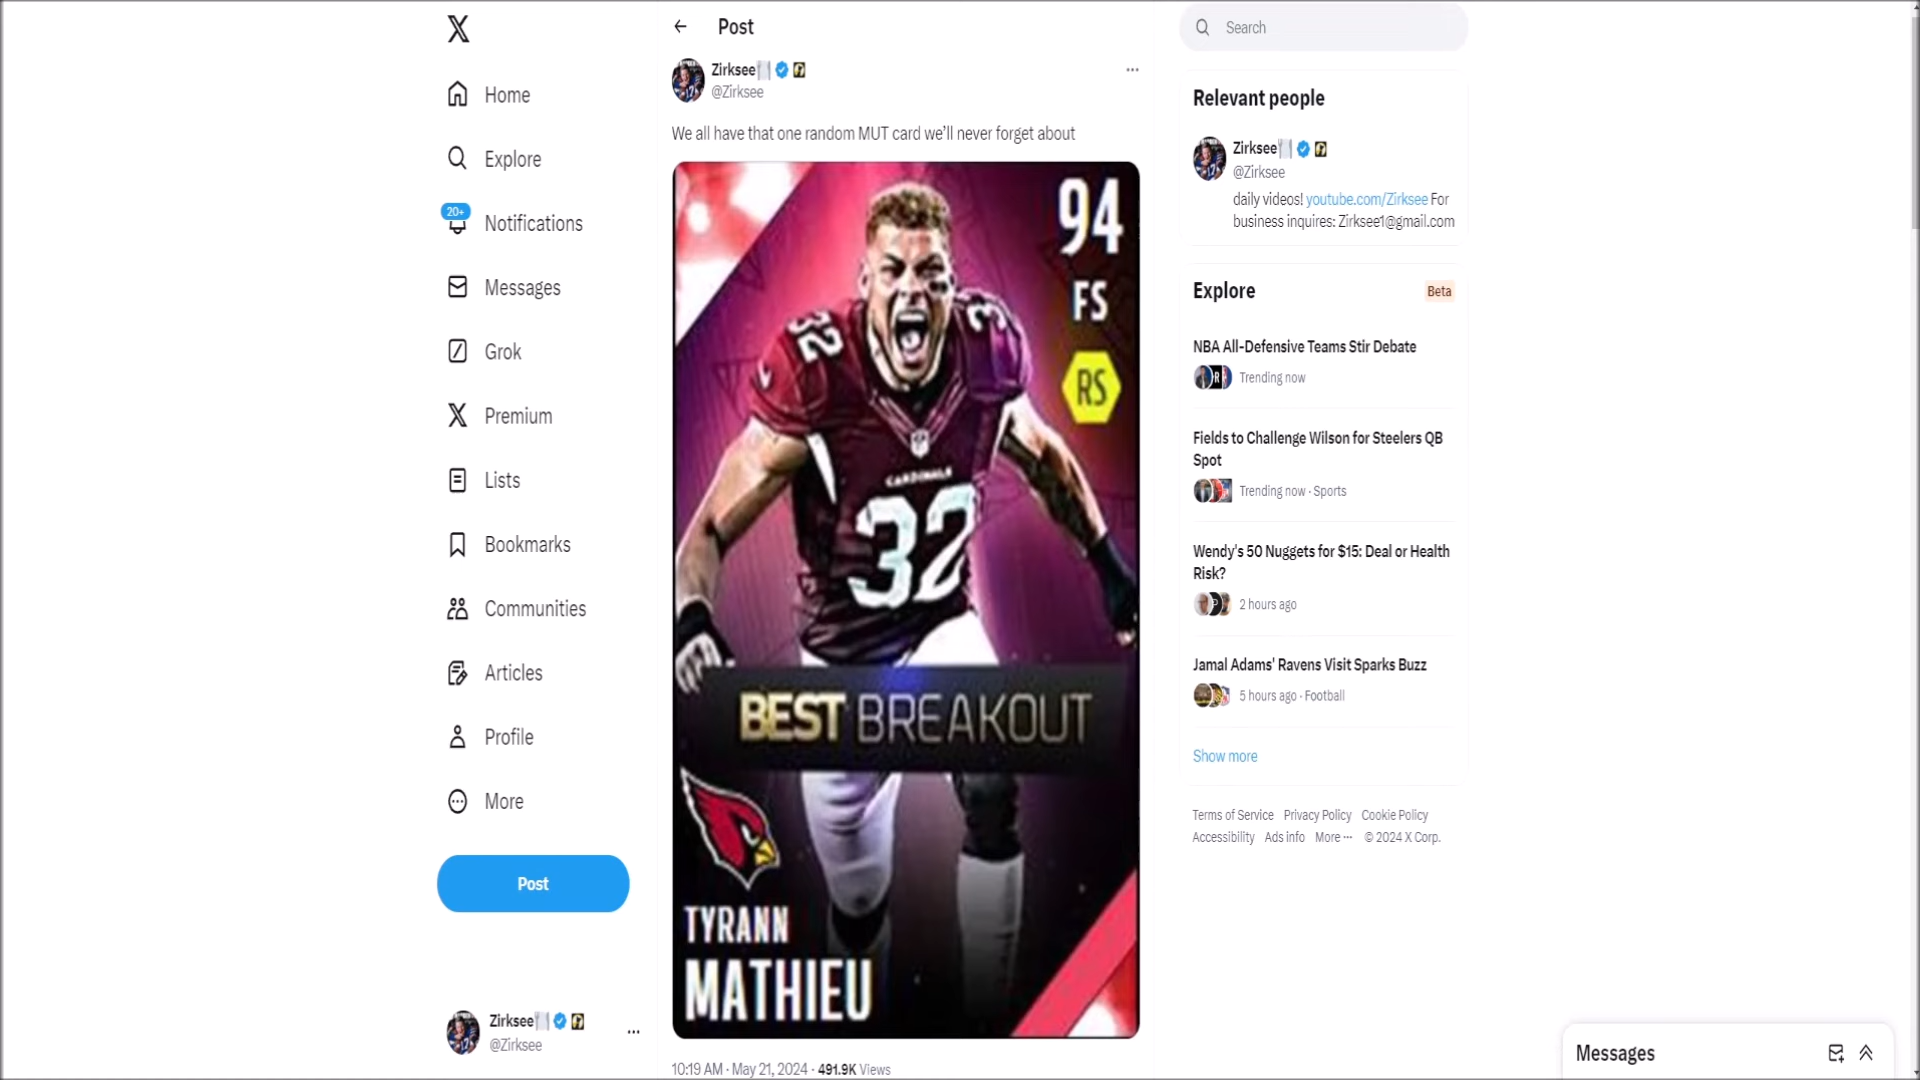 Home
Explore
20+
Notifications
Messages
Grok
Premium
Lists
Bookmarks
Communities
Articles
Profile
More
Post
Zirksee
@Zirksee
Post
Zirksee
@Zirksee
We all have that one random MUT card we'll never forget about
94
FS
RS
32
3
CARDINALS
32
BEST BREAKOUT
TYRANN
MATHIEU
10:19 AM · May 21, 2024 · 491.9K Views
Search
Relevant people
Zirksee
@Zirksee
daily videos! youtube.com/Zirksee For
business inquires: Zirksee1@gmail.com
Explore
Beta
NBA All-Defensive Teams Stir Debate
Trending now
Fields to Challenge Wilson for Steelers QB
Spot
Trending now · Sports
Wendy's 50 Nuggets for $15: Deal or Health
Risk?
2 hours ago
Jamal Adams' Ravens Visit Sparks Buzz
5 hours ago · Football
Show more
Terms of Service Privacy Policy Cookie Policy
Accessibility Ads info More ··· © 2024 X Corp.
Messages